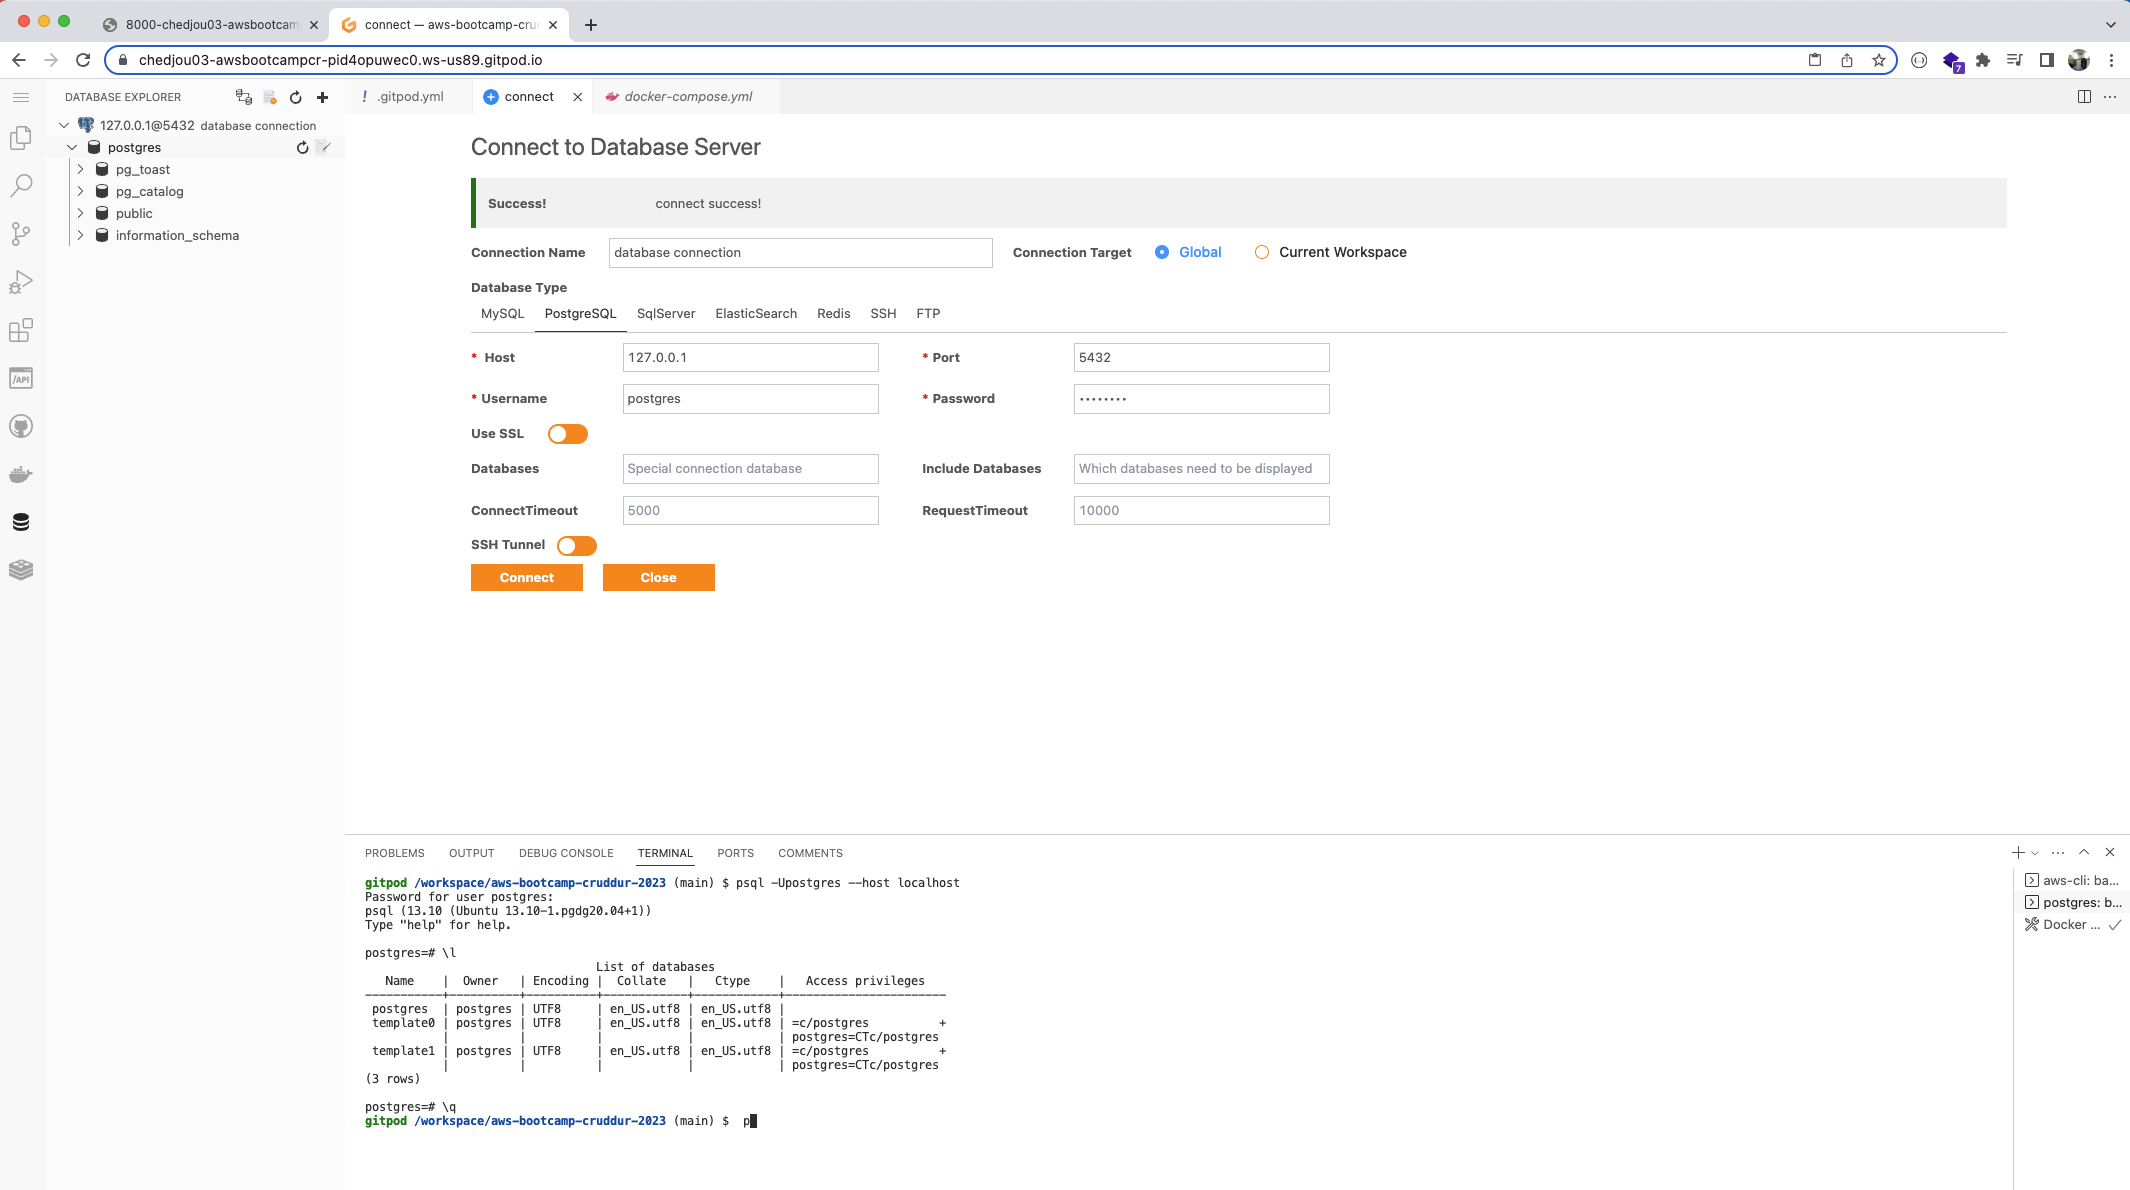 8000-chedjou03-awsbootcam
connect — aws-bootcamp-cru
chedjou03-awsbootcampcr-pid4opuwec0.ws-us89.gitpod.io
7
DATABASE EXPLORER
127.0.0.1@5432 database connection
postgres
pg_toast
pg_catalog
public
information_schema
/API
! .gitpod.yml
connect
docker-compose.yml
Connect to Database Server
Success! connect success!
Connection Name database connection Connection Target Global Current Workspace
Database Type
MySQL PostgreSQL SqlServer ElasticSearch Redis SSH FTP
* Host 127.0.0.1 * Port 5432
* Username postgres * Password ••••••••
Use SSL
Databases Special connection database Include Databases Which databases need to be displayed
ConnectTimeout 5000 RequestTimeout 10000
SSH Tunnel
Connect Close
PROBLEMS OUTPUT DEBUG CONSOLE TERMINAL PORTS COMMENTS
gitpod /workspace/aws-bootcamp-cruddur-2023 (main) $ psql -Upostgres --host localhost
Password for user postgres:
psql (13.10 (Ubuntu 13.10-1.pgdg20.04+1))
Type "help" for help.
postgres=# \l
List of databases
Name | Owner | Encoding | Collate | Ctype | Access privileges
-----------+----------+----------+------------+------------+-----------------------
postgres | postgres | UTF8 | en_US.utf8 | en_US.utf8 |
template0 | postgres | UTF8 | en_US.utf8 | en_US.utf8 | =c/postgres +
| | | | | postgres=CTc/postgres
template1 | postgres | UTF8 | en_US.utf8 | en_US.utf8 | =c/postgres +
| | | | | postgres=CTc/postgres
(3 rows)
postgres=# \q
gitpod /workspace/aws-bootcamp-cruddur-2023 (main) $ p
aws-cli: ba...
postgres: b...
Docker ...